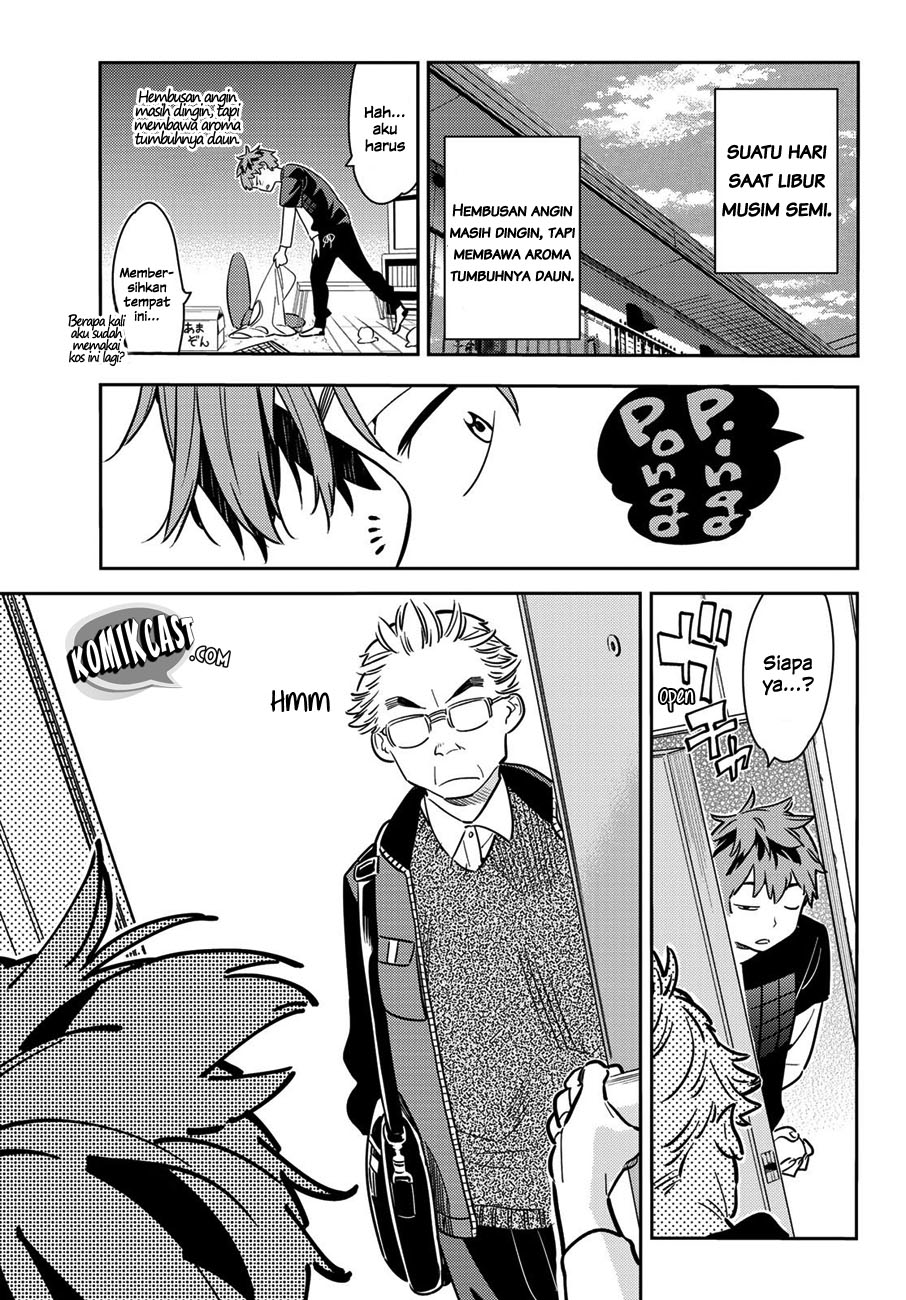 SUATU HARI
SAAT LIBUR
MUSIM SEMI.
HEMBUSAN ANGIN
MASIH DINGIN, TAPI
MEMBAWA AROMA
TUMBUHNYA DAUN.
Hah...
aku
harus
Hembusan angin
masih dingin, tapi
membawa aroma
tumbuhnya daun.
Member-
sihkan
tempat
ini...
Berapa kali
aku sudah
memakai
kos ini lagi?
あま
ぞん
Ping
Pong
Siapa
ya...?
open
ガチャ
Hmm
KOMIKCAST
.COM